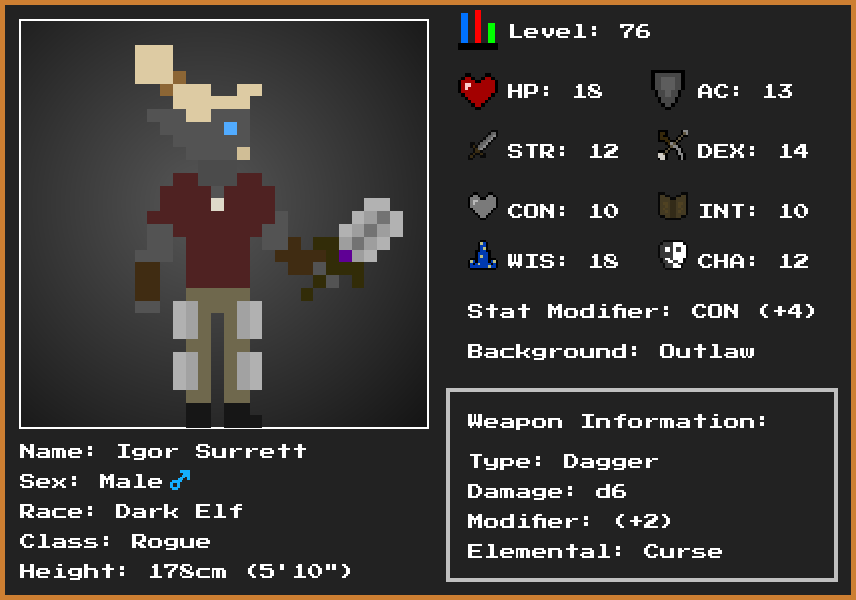 Level: 76
HP: 18
AC: 13
STR: 12
DEX: 14
CON: 10
INT: 10
WIS: 18
CHA: 12
Stat Modifier: CON (+4)
Background: Outlaw
Weapon Information:
Type: Dagger
Damage: d6
Modifier: (+2)
Elemental: Curse
Name: Igor Surrett
Sex: Male♂
Race: Dark Elf
Class: Rogue
Height: 178cm (5'10")